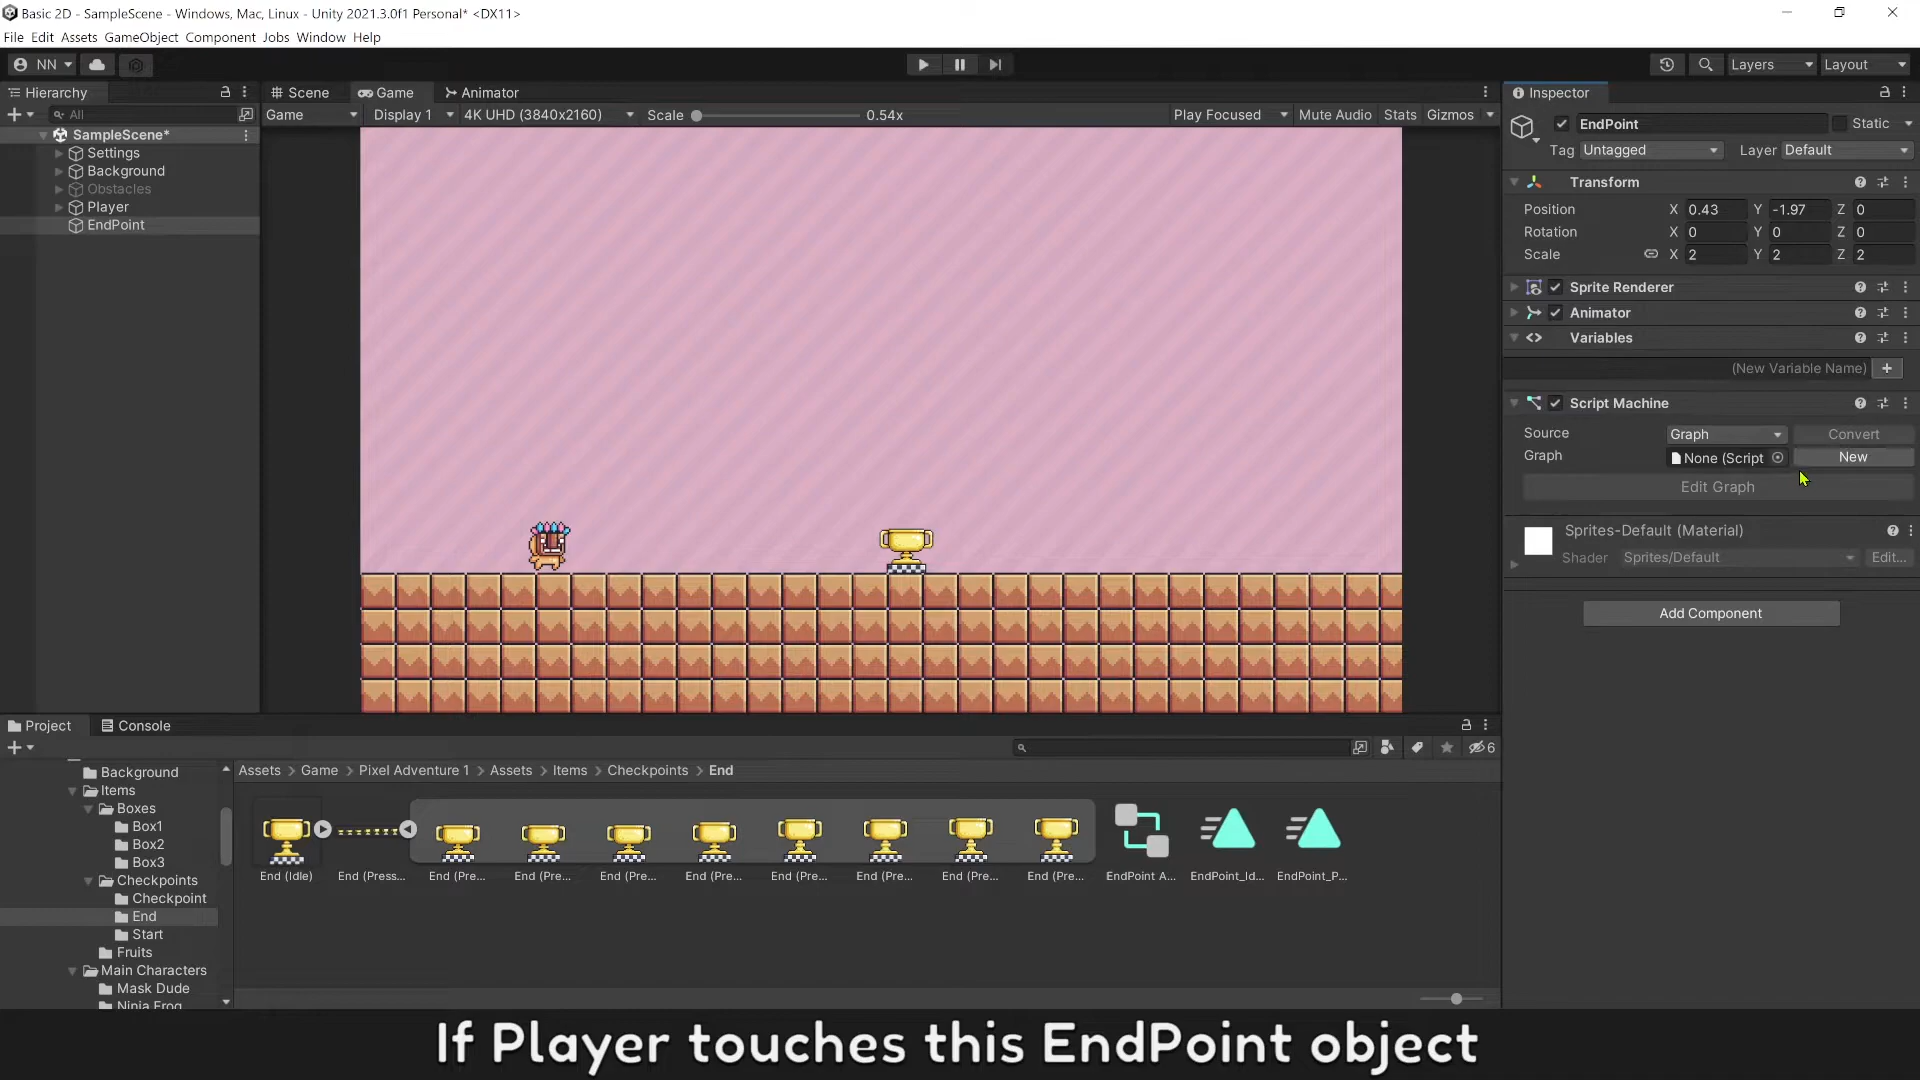 Basic 2D - SampleScene - Windows, Mac, Linux - Unity 2021.3.0f1 Personal* <DX11>
File Edit Assets GameObject Component Jobs Window Help
NN
Layers
Layout
Hierarchy
All
SampleScene*
Settings
Background
Obstacles
Player
EndPoint
Scene Game Animator
Game Display 1 4K UHD (3840x2160) Scale 0.54x Play Focused Mute Audio Stats Gizmos
Inspector
EndPoint Static
Tag Untagged Layer Default
Transform
Position X 0.43 Y -1.97 Z 0
Rotation X 0 Y 0 Z 0
Scale X 2 Y 2 Z 2
Sprite Renderer
Animator
Variables
(New Variable Name)
Script Machine
Source Graph Convert
Graph None (Script New
Edit Graph
Sprites-Default (Material)
Shader Sprites/Default Edit...
Add Component
Project Console
6
Background
Items
Boxes
Box1
Box2
Box3
Checkpoints
Checkpoint
End
Start
Fruits
Main Characters
Mask Dude
Ninja Frog
Assets > Game > Pixel Adventure 1 > Assets > Items > Checkpoints > End
End (Idle) End (Press... End (Pre... End (Pre... End (Pre... End (Pre... End (Pre... End (Pre... End (Pre... End (Pre... EndPoint A... EndPoint_Id... EndPoint_P...
If Player touches this EndPoint object